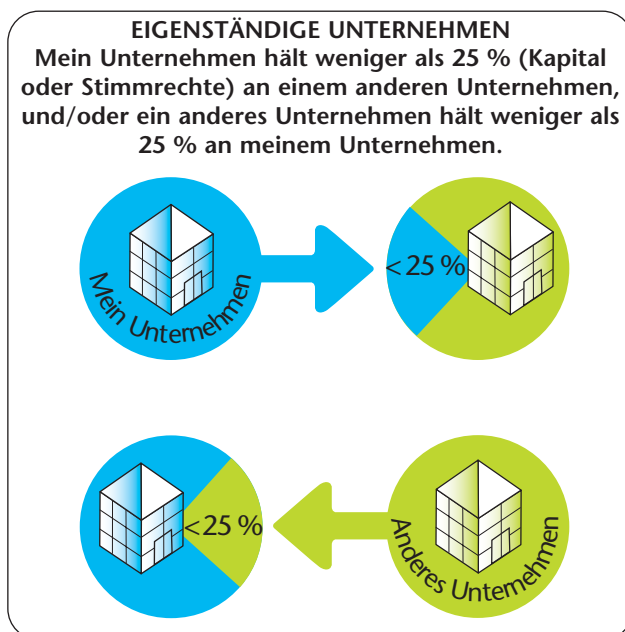 EIGENSTÄNDIGE UNTERNEHMEN
Mein Unternehmen hält weniger als 25 % (Kapital
oder Stimmrechte) an einem anderen Unternehmen,
und/oder ein anderes Unternehmen hält weniger als
25 % an meinem Unternehmen.
Mein Unternehmen
< 25 %
< 25 %
Anderes Unternehmen